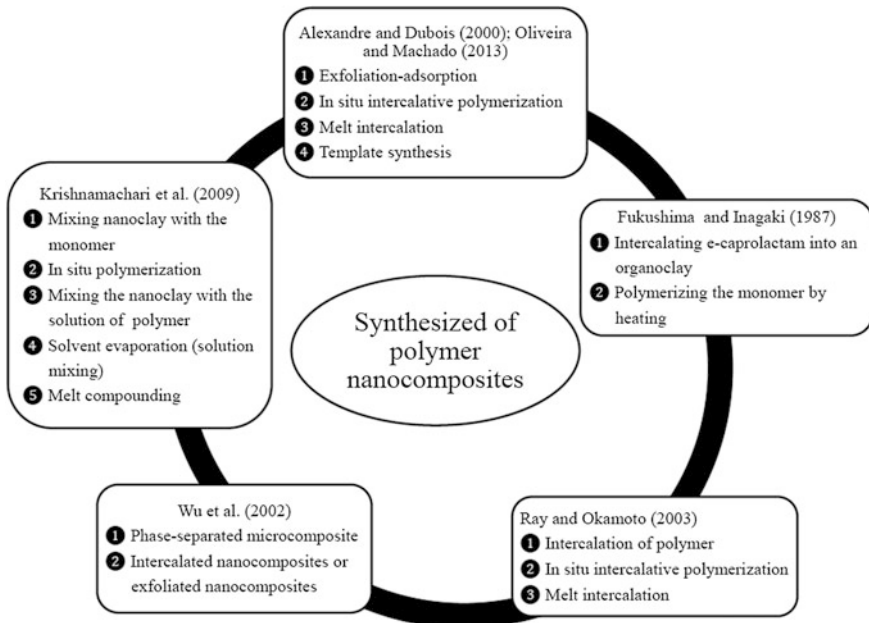 Alexandre and Dubois (2000); Oliveira
and Machado (2013)
❶ Exfoliation-adsorption
❷ In situ intercalative polymerization
❸ Melt intercalation
❹ Template synthesis
Krishnamachari et al. (2009)
❶ Mixing nanoclay with the
monomer
❷ In situ polymerization
❸ Mixing the nanoclay with the
solution of polymer
❹ Solvent evaporation (solution
mixing)
❺ Melt compounding
Fukushima and Inagaki (1987)
❶ Intercalating e-caprolactam into an
organoclay
❷ Polymerizing the monomer by
heating
Synthesized of
polymer
nanocomposites
Wu et al. (2002)
❶ Phase-separated microcomposite
❷ Intercalated nanocomposites or
exfoliated nanocomposites
Ray and Okamoto (2003)
❶ Intercalation of polymer
❷ In situ intercalative polymerization
❸ Melt intercalation